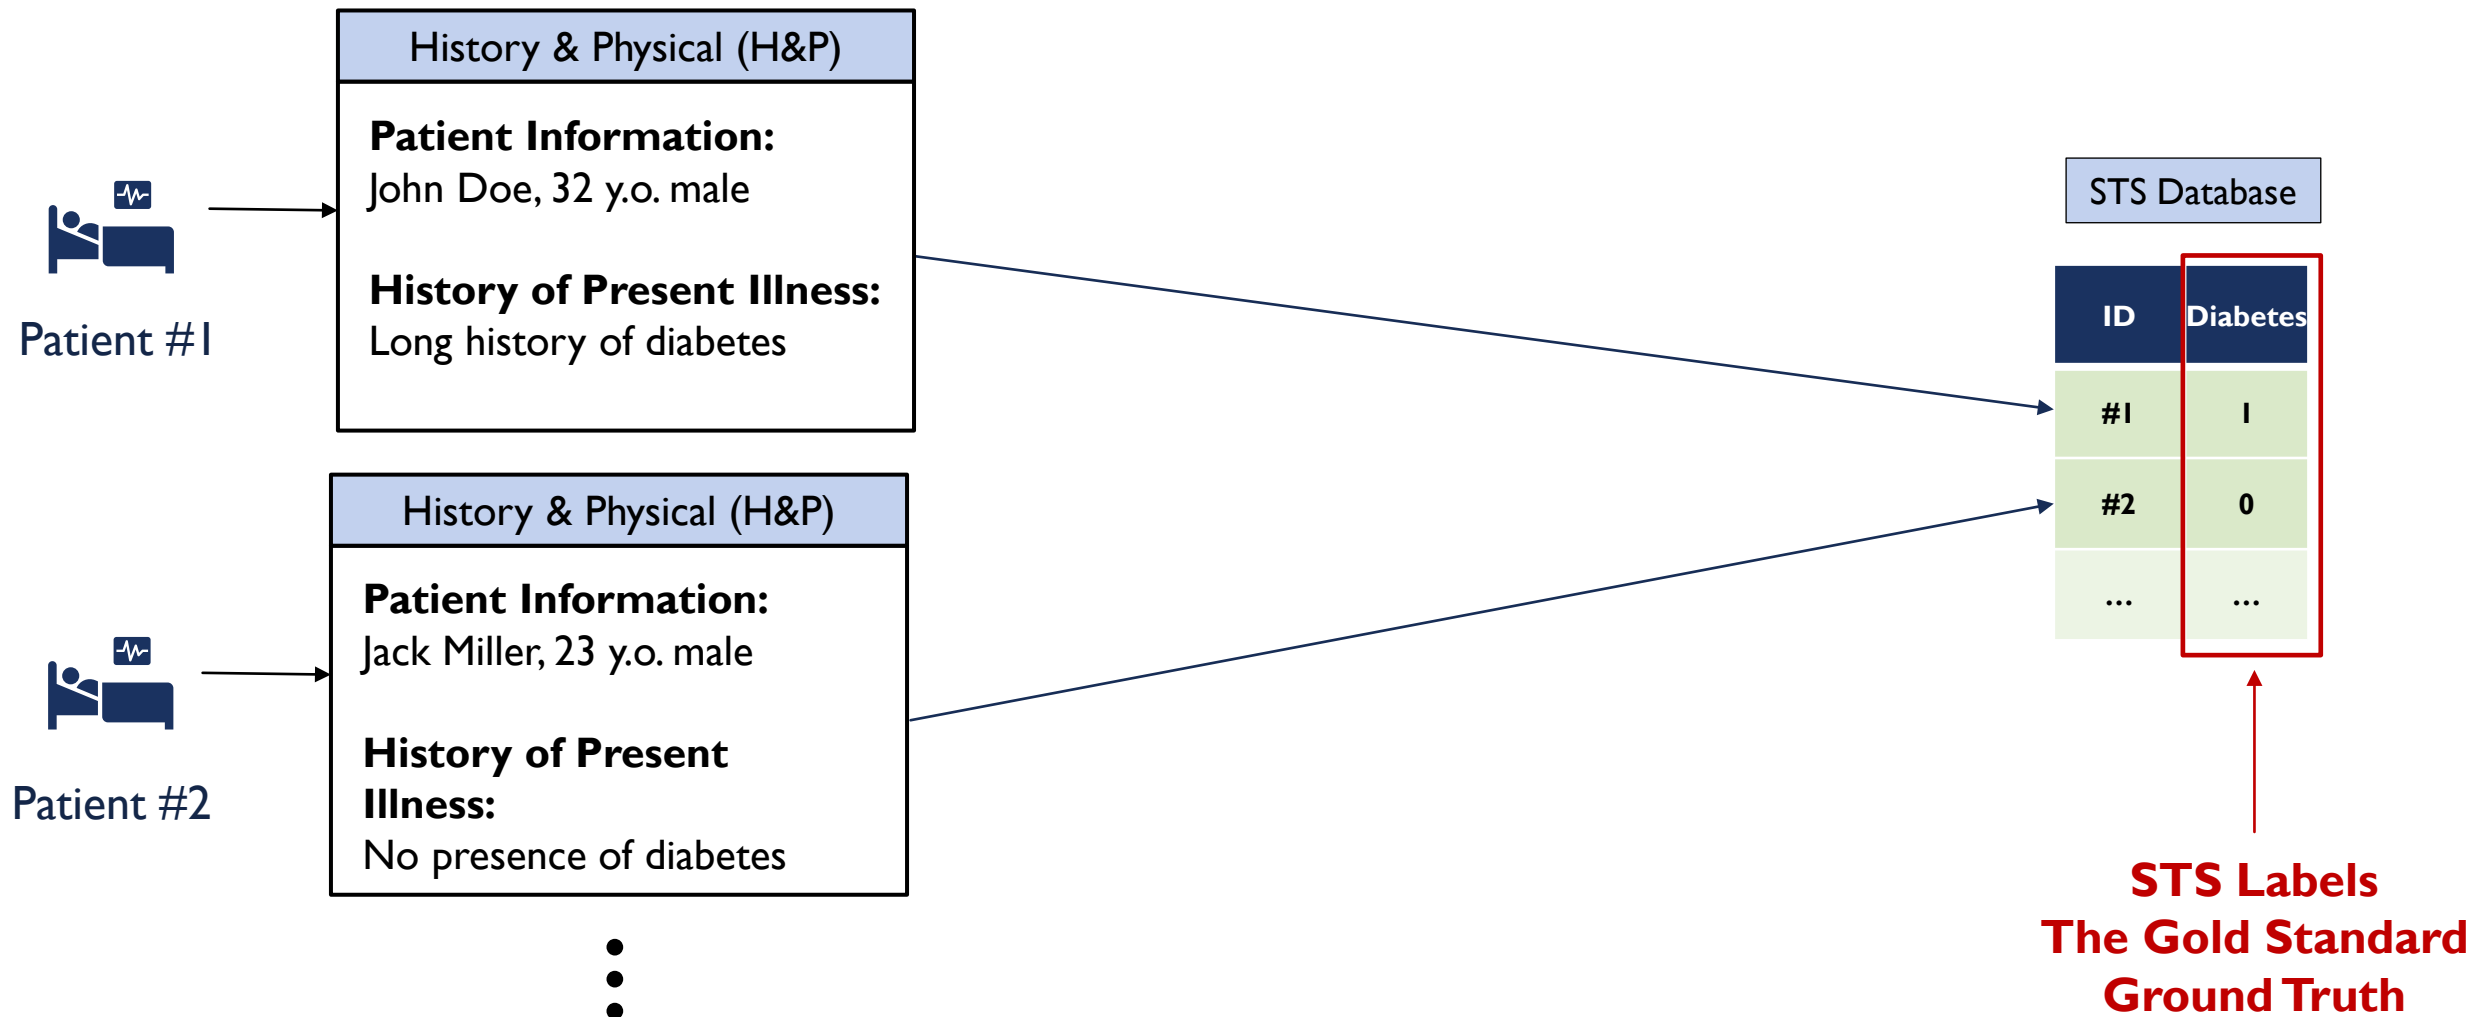 History & Physical (H&P)
Patient Information:
John Doe, 32 y.o. male
History of Present Illness:
Long history of diabetes
Patient #1
History & Physical (H&P)
Patient Information:
Jack Miller, 23 y.o. male
History of Present
Illness:
No presence of diabetes
Patient #2
STS Database
ID Diabetes
#1 1
#2 0
... ...
STS Labels
The Gold Standard
Ground Truth